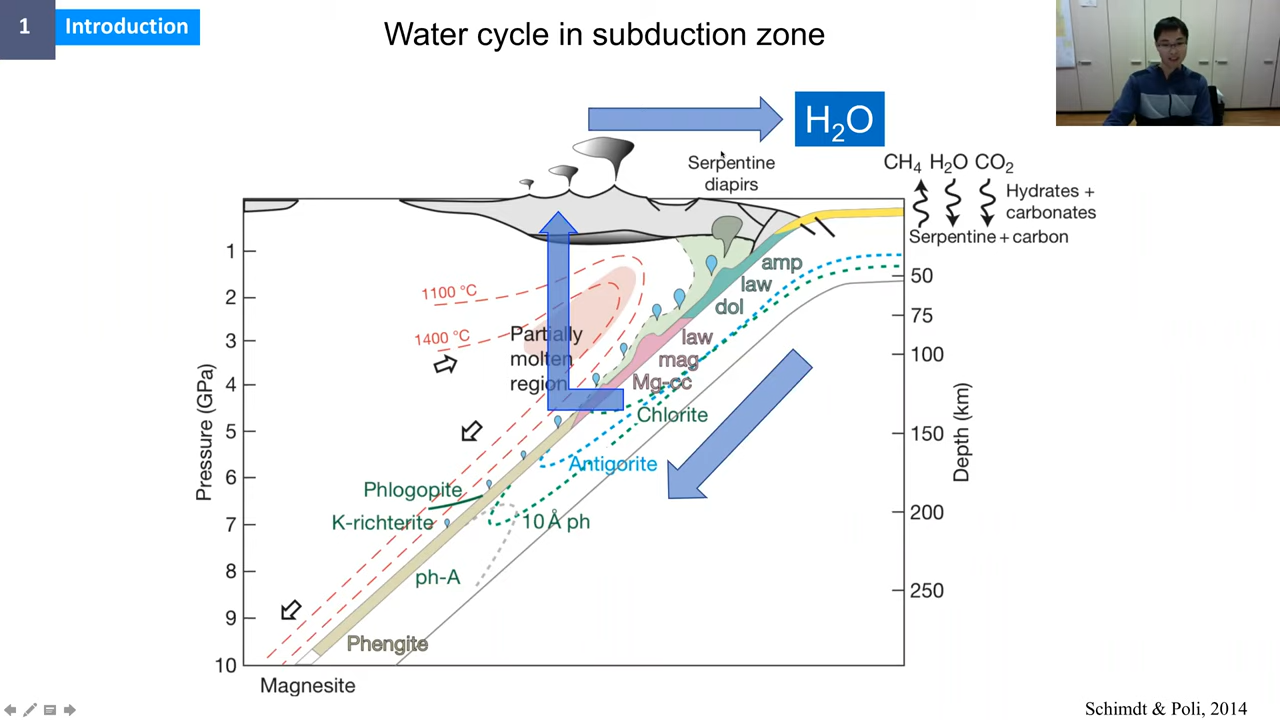 1
Introduction
Water cycle in subduction zone
H2O
Serpentine
diapirs
CH4 H2O CO2
Hydrates +
carbonates
Serpentine + carbon
1
2
3
4
5
6
7
8
9
10
Pressure (GPa)
1100 °C
1400 °C
Partially
molten
region
amp
law
dol
law
mag
Mg-cc
Chlorite
Antigorite
Phlogopite
K-richterite
10 Å ph
ph-A
Phengite
Magnesite
50
75
100
150
200
250
Depth (km)
Schimdt & Poli, 2014